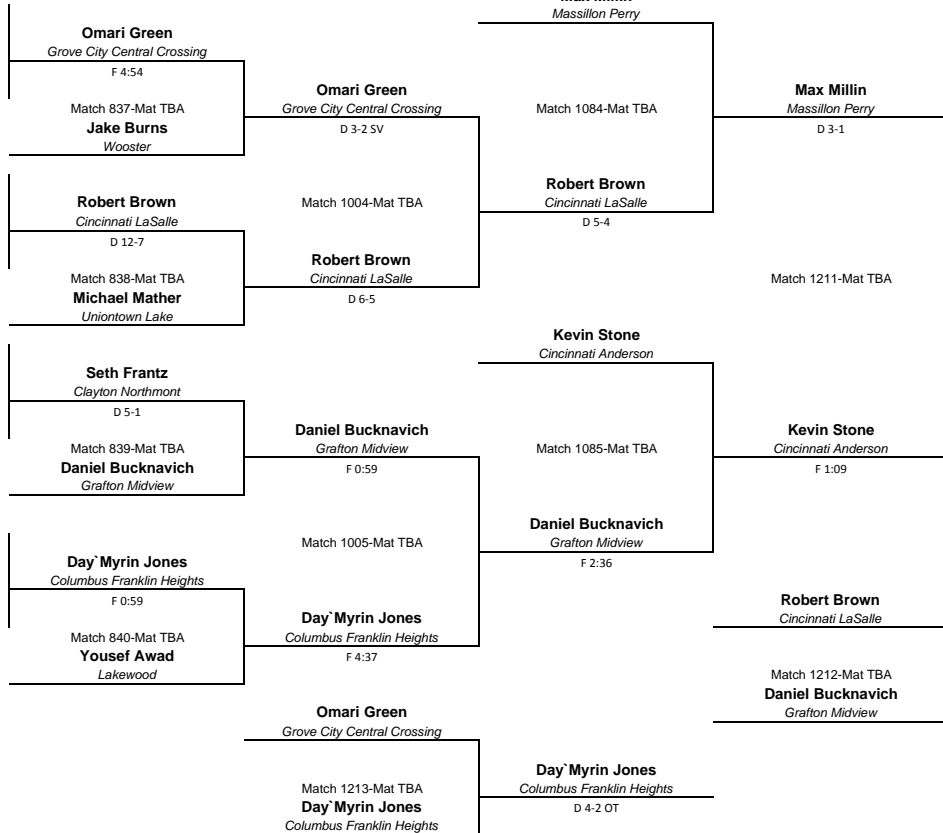 Omari Green
Grove City Central Crossing
F 4:54
Match 837-Mat TBA
Jake Burns
Wooster
Robert Brown
Cincinnati LaSalle
D 12-7
Match 838-Mat TBA
Michael Mather
Uniontown Lake
Seth Frantz
Clayton Northmont
D 5-1
Match 839-Mat TBA
Daniel Bucknavich
Grafton Midview
Day`Myrin Jones
Columbus Franklin Heights
F 0:59
Match 840-Mat TBA
Yousef Awad
Lakewood
Omari Green
Grove City Central Crossing
D 3-2 SV
Match 1004-Mat TBA
Robert Brown
Cincinnati LaSalle
D 6-5
Daniel Bucknavich
Grafton Midview
F 0:59
Match 1005-Mat TBA
Day`Myrin Jones
Columbus Franklin Heights
F 4:37
Omari Green
Grove City Central Crossing
Match 1213-Mat TBA
Day`Myrin Jones
Columbus Franklin Heights
Max Millin
Massillon Perry
Match 1084-Mat TBA
Robert Brown
Cincinnati LaSalle
D 5-4
Kevin Stone
Cincinnati Anderson
Match 1085-Mat TBA
Daniel Bucknavich
Grafton Midview
F 2:36
Day`Myrin Jones
Columbus Franklin Heights
D 4-2 OT
Max Millin
Massillon Perry
D 3-1
Match 1211-Mat TBA
Kevin Stone
Cincinnati Anderson
F 1:09
Robert Brown
Cincinnati LaSalle
Match 1212-Mat TBA
Daniel Bucknavich
Grafton Midview